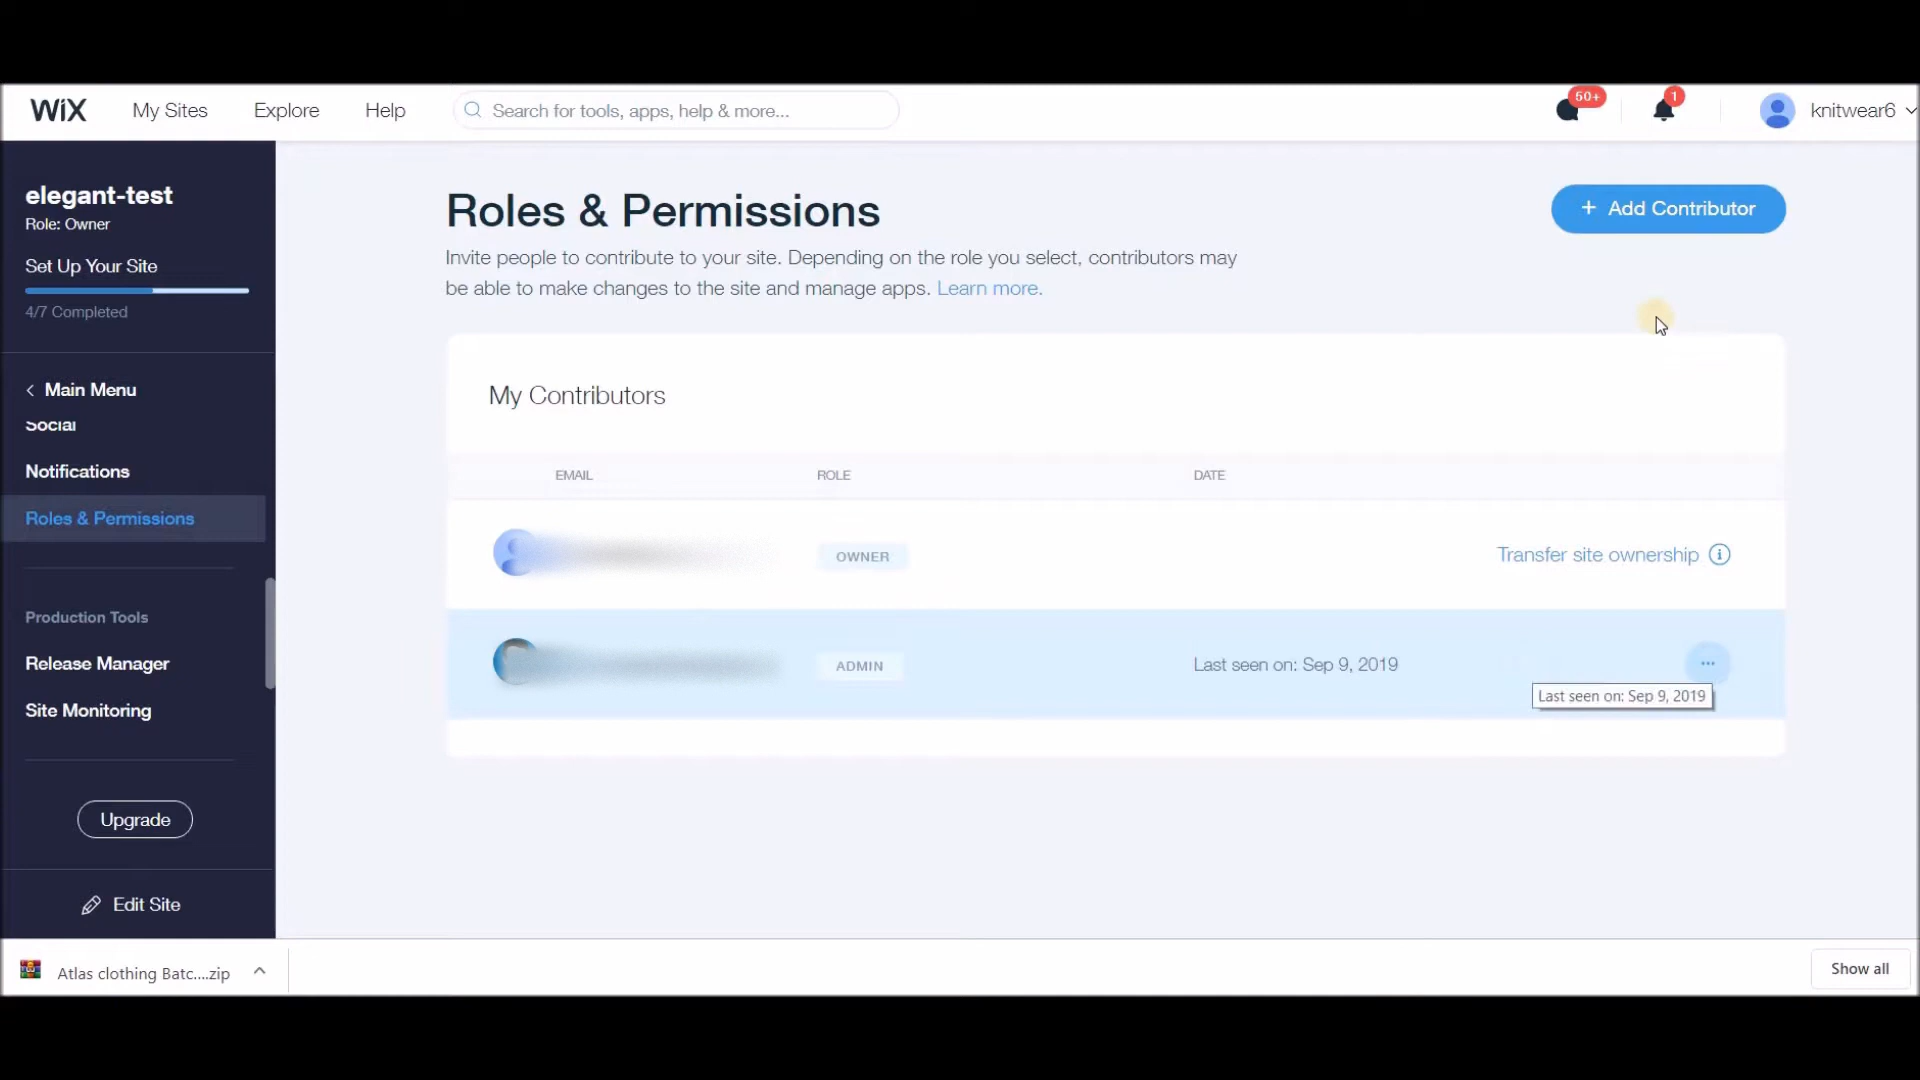 WiX My Sites Explore Help Search for tools, apps, help & more... 50+ 1 knitwear6
elegant-test
Role: Owner
Set Up Your Site
4/7 Completed
Main Menu
Social
Notifications
Roles & Permissions
Production Tools
Release Manager
Site Monitoring
Upgrade
Edit Site
Roles & Permissions
+ Add Contributor
Invite people to contribute to your site. Depending on the role you select, contributors may
be able to make changes to the site and manage apps. Learn more.
My Contributors
EMAIL ROLE DATE
OWNER Transfer site ownership
ADMIN Last seen on: Sep 9, 2019 ...
Last seen on: Sep 9, 2019
Atlas clothing Batc....zip Show all